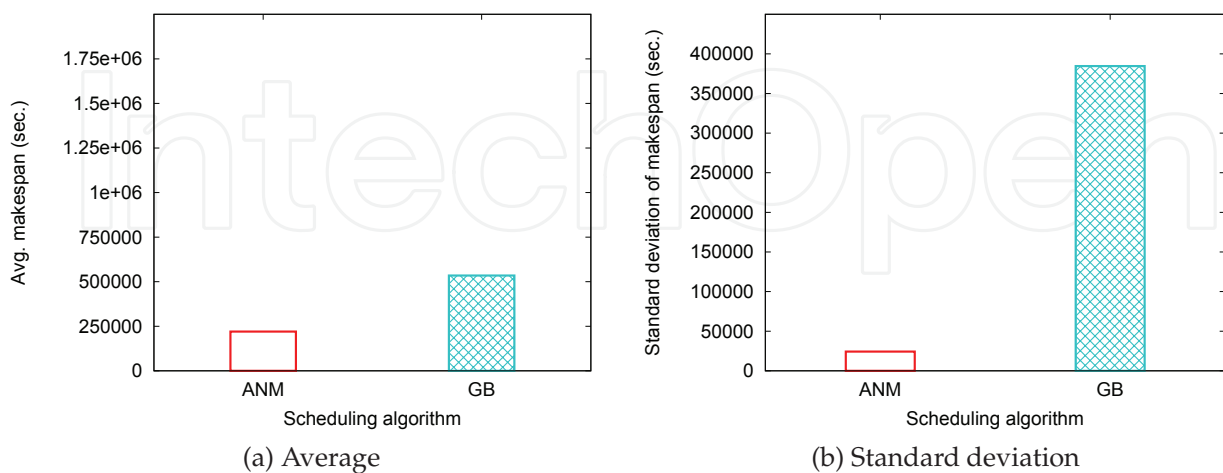 Avg. makespan (sec.)
1.75e+06
1.5e+06
1.25e+06
1e+06
750000
500000
250000
0
ANM GB
Scheduling algorithm
(a) Average
Standard deviation of makespan (sec.)
400000
350000
300000
250000
200000
150000
100000
50000
0
ANM GB
Scheduling algorithm
(b) Standard deviation
IntechOpen